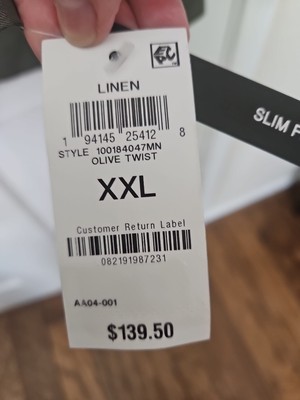 LINEN
1 94145 25412 8
STYLE 100184047MN
OLIVE TWIST
XXL
Customer Return Label
082191987231
AA04-001
$139.50
SLIM